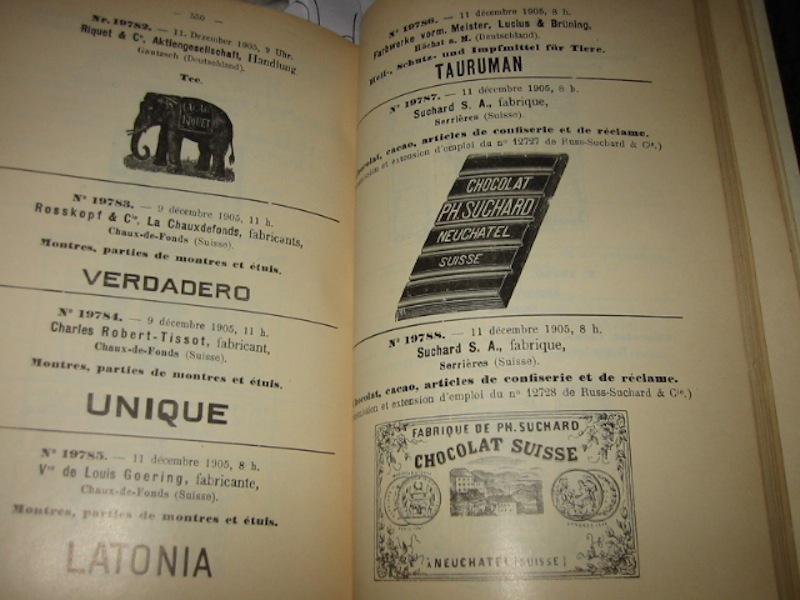 — 550 —
Nr. 19782. — 11. Dezember 1905, 9 Uhr.
Riquet & Cº, Aktiengesellschaft, Handlung
Gautzsch (Deutschland).
Tee.
CACAO
RIQUET
Nº 19783. — 9 décembre 1905, 11 h.
Rosskopf & Cie, La Chauxdefonds, fabricants,
Chaux-de-Fonds (Suisse).
Montres, parties de montres et étuis.
VERDADERO
Nº 19784. — 9 décembre 1905, 11 h.
Charles Robert-Tissot, fabricant,
Chaux-de-Fonds (Suisse).
Montres, parties de montres et étuis.
UNIQUE
Nº 19785. — 11 décembre 1905, 8 h.
Vve de Louis Goering, fabricante,
Chaux-de-Fonds (Suisse).
Montres, parties de montres et étuis.
LATONIA
Nº 19786. — 11 décembre 1905, 8 h.
Farbwerke vorm. Meister, Lucius & Brüning,
Höchst a. M. (Deutschland).
Heil-, Schutz- und Impfmittel für Tiere.
TAURUMAN
Nº 19787. — 11 décembre 1905, 8 h.
Suchard S. A., fabrique,
Serrières (Suisse).
Chocolat, cacao, articles de confiserie et de réclame.
et extension d'emploi du nº 12727 de Russ-Suchard & Cie.)
CHOCOLAT
PH. SUCHARD
NEUCHATEL
SUISSE
Nº 19788. — 11 décembre 1905, 8 h.
Suchard S. A., fabrique,
Serrières (Suisse).
Chocolat, cacao, articles de confiserie et de réclame.
et extension d'emploi du nº 12728 de Russ-Suchard & Cie.)
FABRIQUE DE PH. SUCHARD
CHOCOLAT SUISSE
A NEUCHATEL (SUISSE)